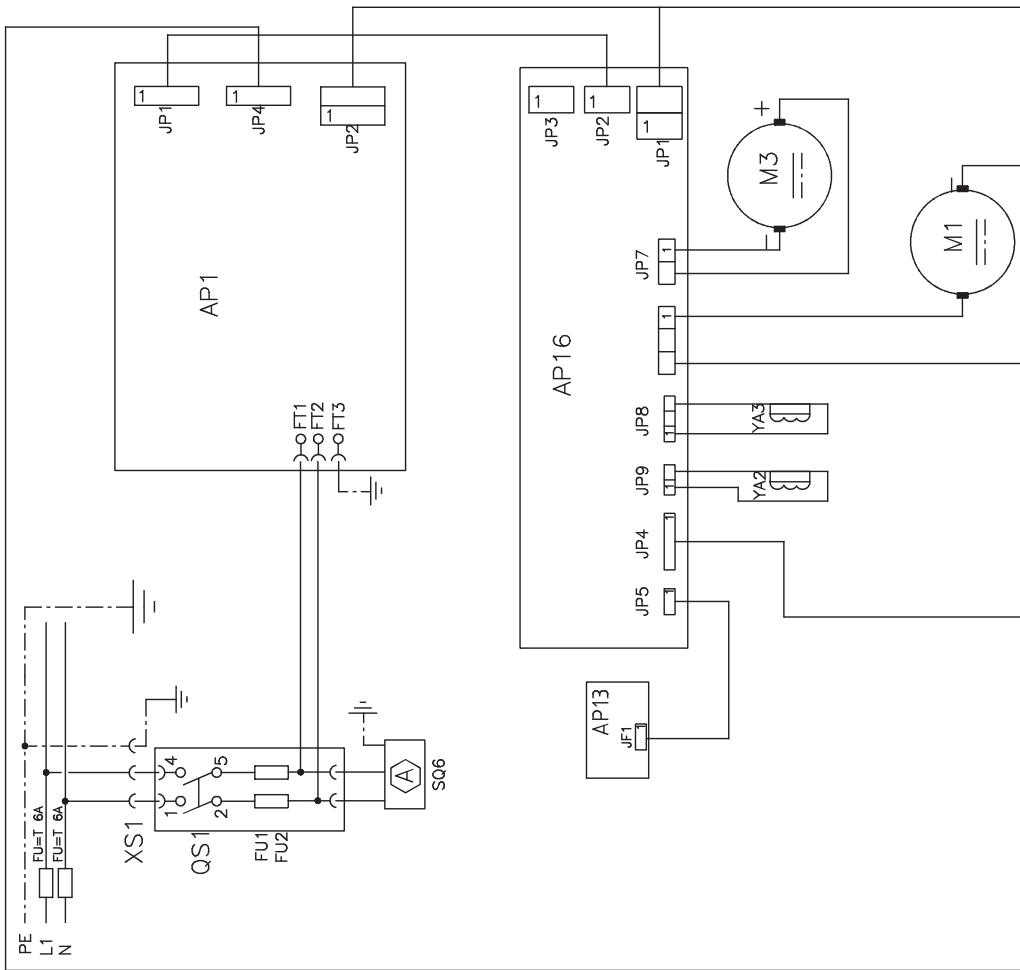 1
JP1
1
JP4
1
JP2
AP1
FT1
FT2
FT3
1
JP3
1
JP2
1
JP1
AP16
JP7
1
1
JP8
1
JP9
1
JP4
1
JP5
1
+
M3
M1
YA3
YA2
AP13
JF1
1
PE
L1
N
FU=T 6A
FU=T 6A
XS1
QS1
1
4
2
5
FU1
FU2
A
SQ6